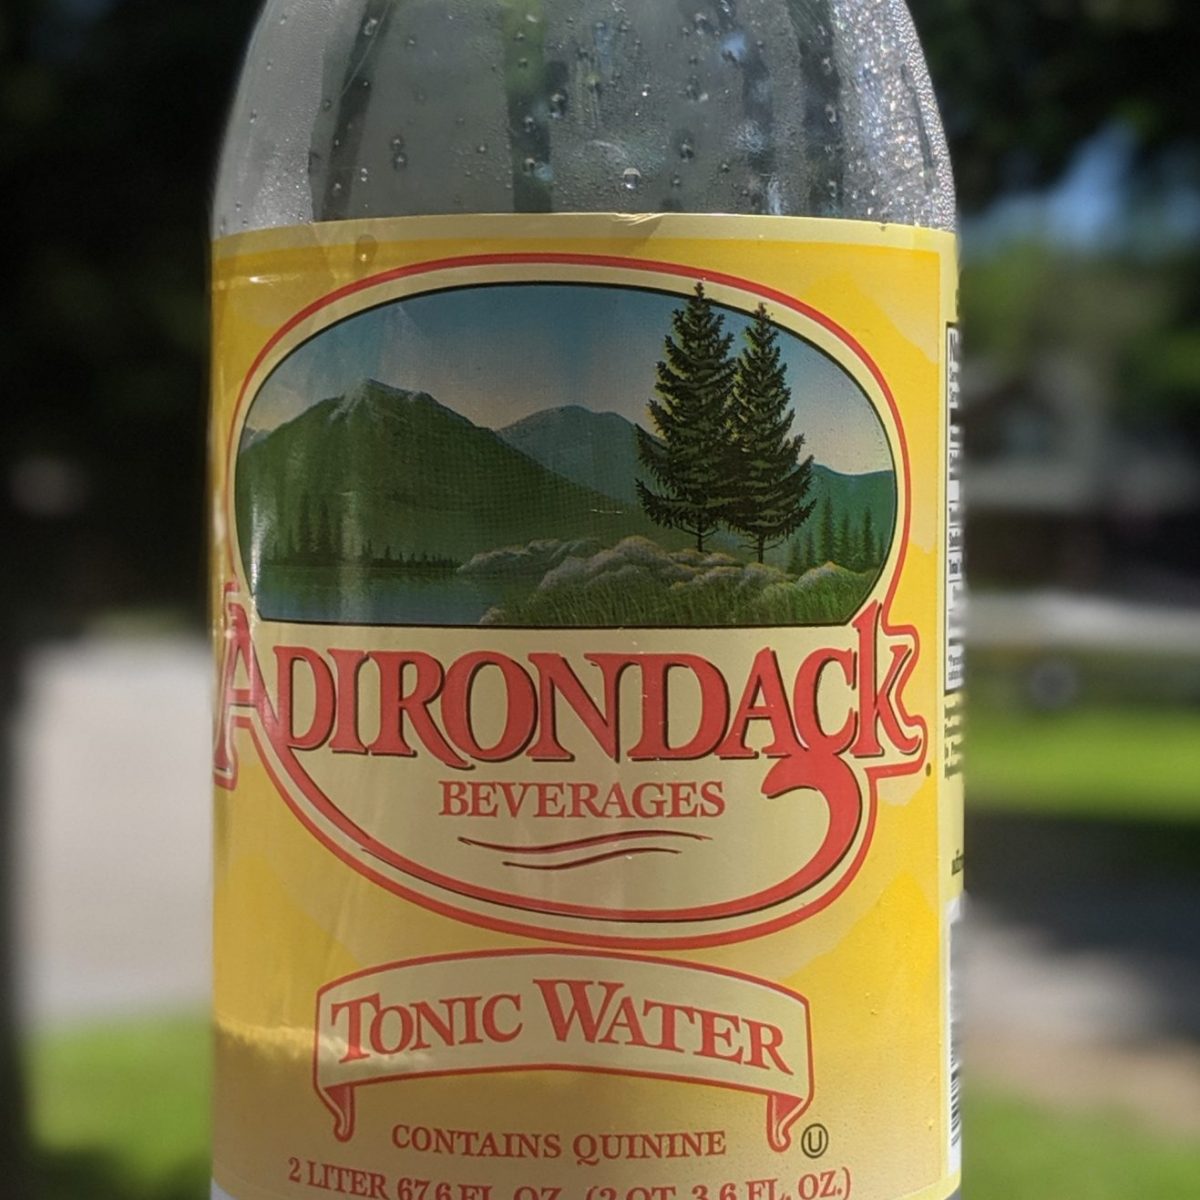 ADIRONDACK
BEVERAGES
TONIC WATER
CONTAINS QUININE
U
2 LITER 67.6 FL. OZ. (2 QT. 3.6 FL. OZ.)